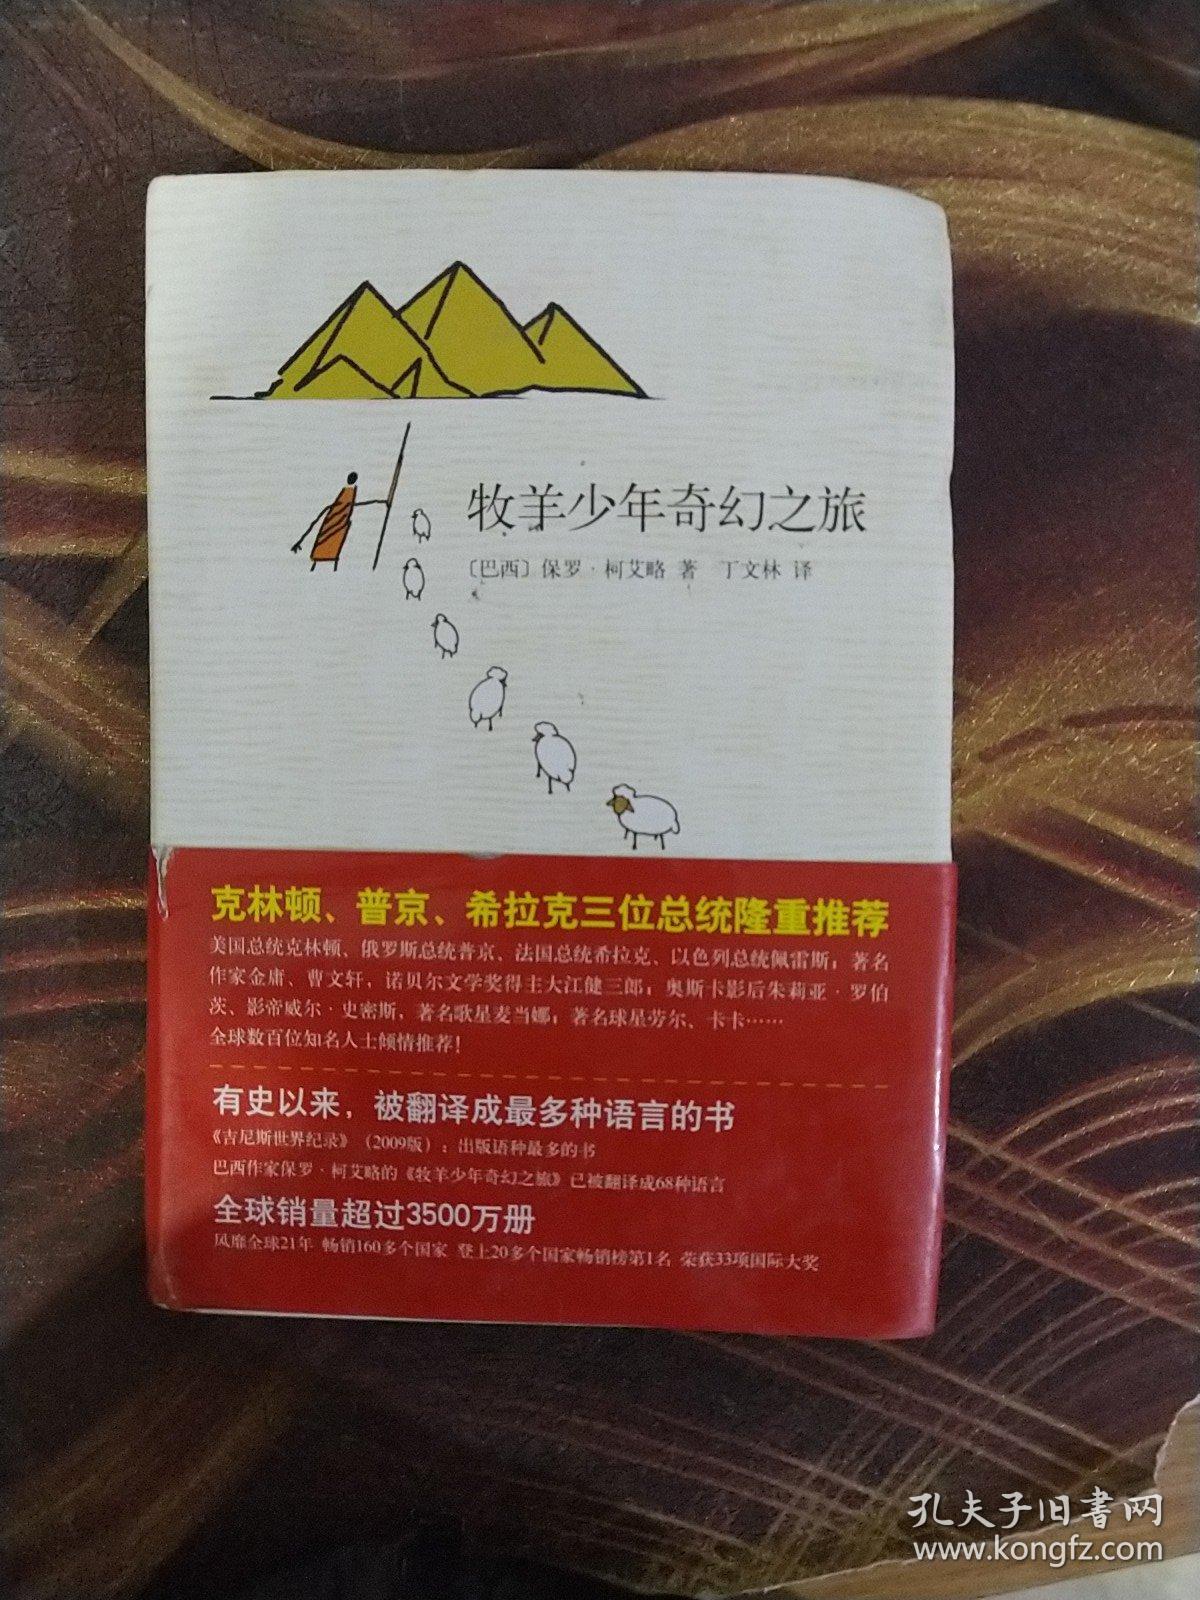 牧羊少年奇幻之旅
〔巴西〕保罗·柯艾略 著 丁文林 译
克林顿、普京、希拉克三位总统隆重推荐
美国总统克林顿、俄罗斯总统普京、法国总统希拉克、以色列总统佩雷斯；著名
作家金庸、曹文轩，诺贝尔文学奖得主大江健三郎；奥斯卡影后朱莉亚·罗伯
茨、影帝威尔·史密斯，著名歌星麦当娜；著名球星劳尔、卡卡……
全球数百位知名人士倾情推荐！
有史以来，被翻译成最多种语言的书
《吉尼斯世界纪录》（2009版）：出版语种最多的书
巴西作家保罗·柯艾略的《牧羊少年奇幻之旅》已被翻译成68种语言
全球销量超过3500万册
风靡全球21年 畅销160多个国家 登上20多个国家畅销榜第1名 荣获33项国际大奖
孔夫子旧书网
www.kongfz.com